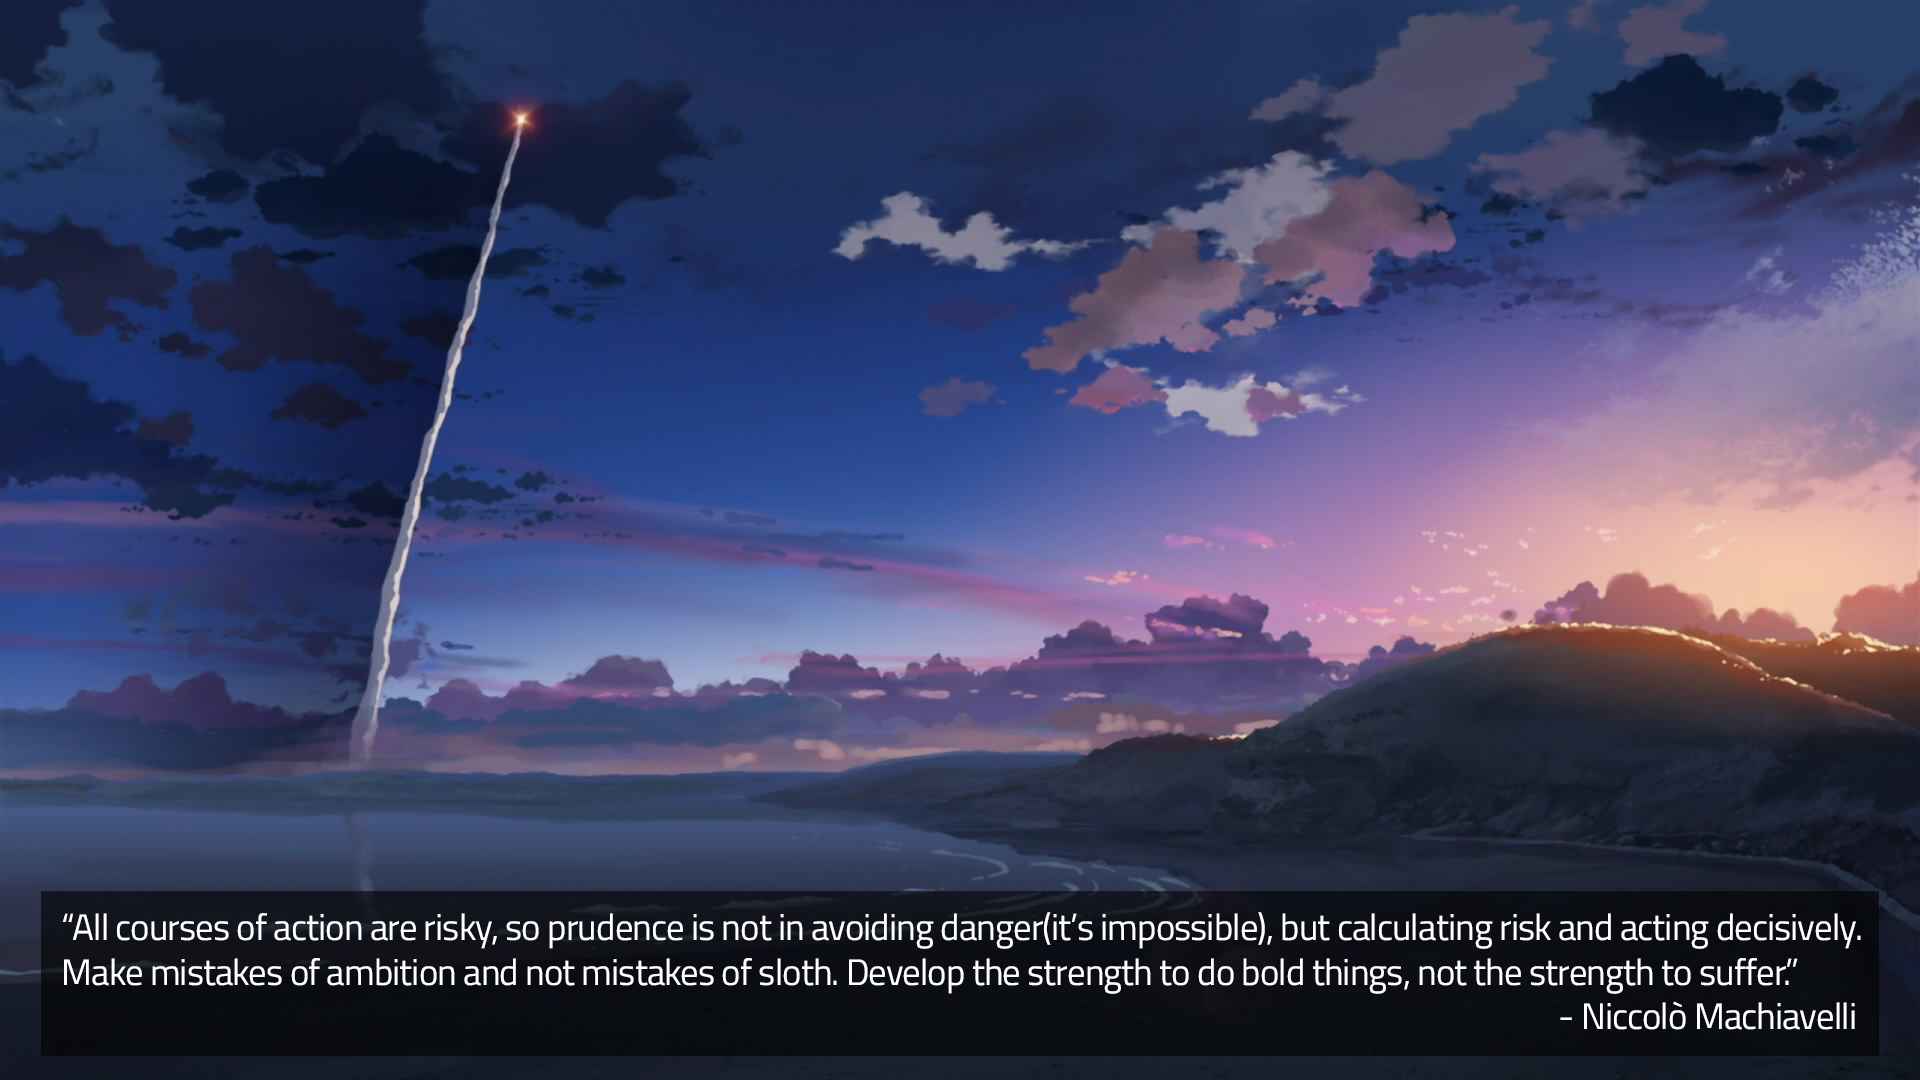 “All courses of action are risky, so prudence is not in avoiding danger(it’s impossible), but calculating risk and acting decisively.
Make mistakes of ambition and not mistakes of sloth. Develop the strength to do bold things, not the strength to suffer.”
- Niccolò Machiavelli